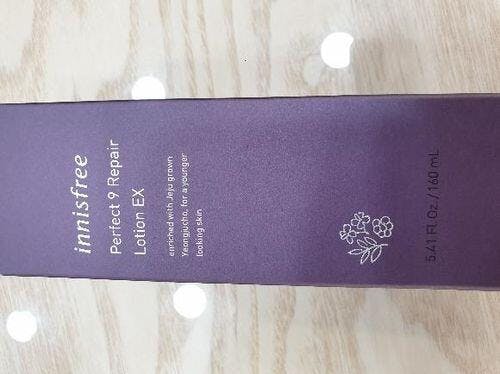 innisfree
Perfect 9 Repair
Lotion EX
enriched with Jeju grown
Yeongjucho, for a younger
looking skin
5.41 Fl. Oz. / 160 mL